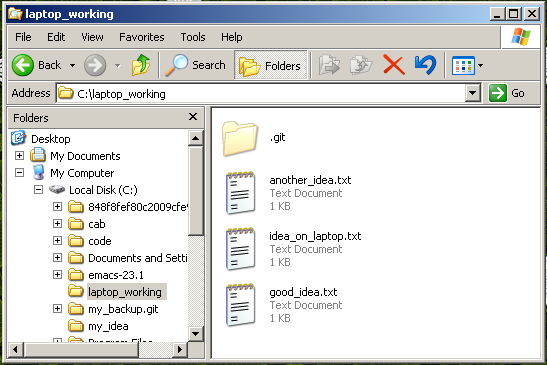 laptop_working
File Edit View Favorites Tools Help
Back Search Folders
Address C:\laptop_working Go
Folders
Desktop
My Documents
My Computer
Local Disk (C:)
848f8fef80c2009cfe
cab
code
Documents and Setti
emacs-23.1
laptop_working
my_backup.git
my_idea
Program Files
.git
another_idea.txt
Text Document
1 KB
idea_on_laptop.txt
Text Document
1 KB
good_idea.txt
Text Document
1 KB